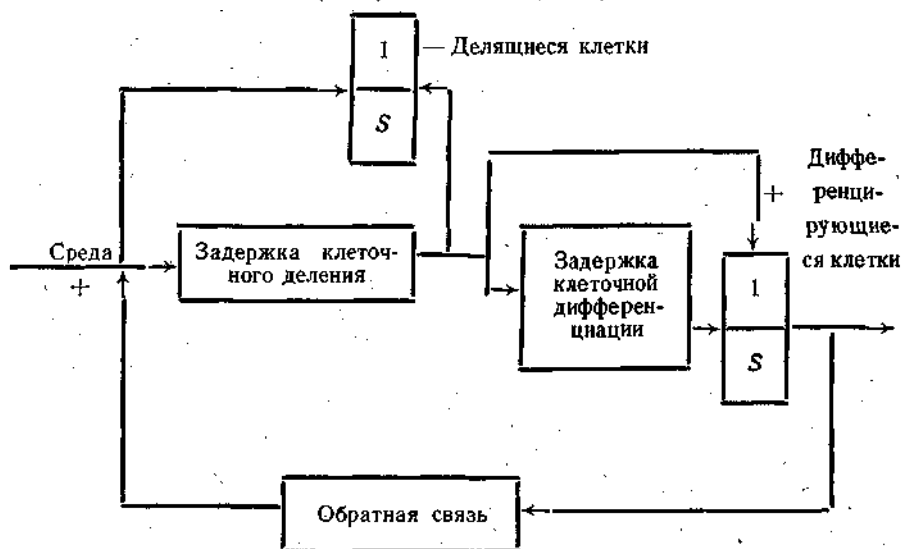 1
— Делящиеся клетки
S
Диффе-
ренци-
рующие-
ся клетки
+
Среда
+
Задержка клеточ-
ного деления
Задержка
клеточной
дифферен-
циации
1
S
Обратная связь